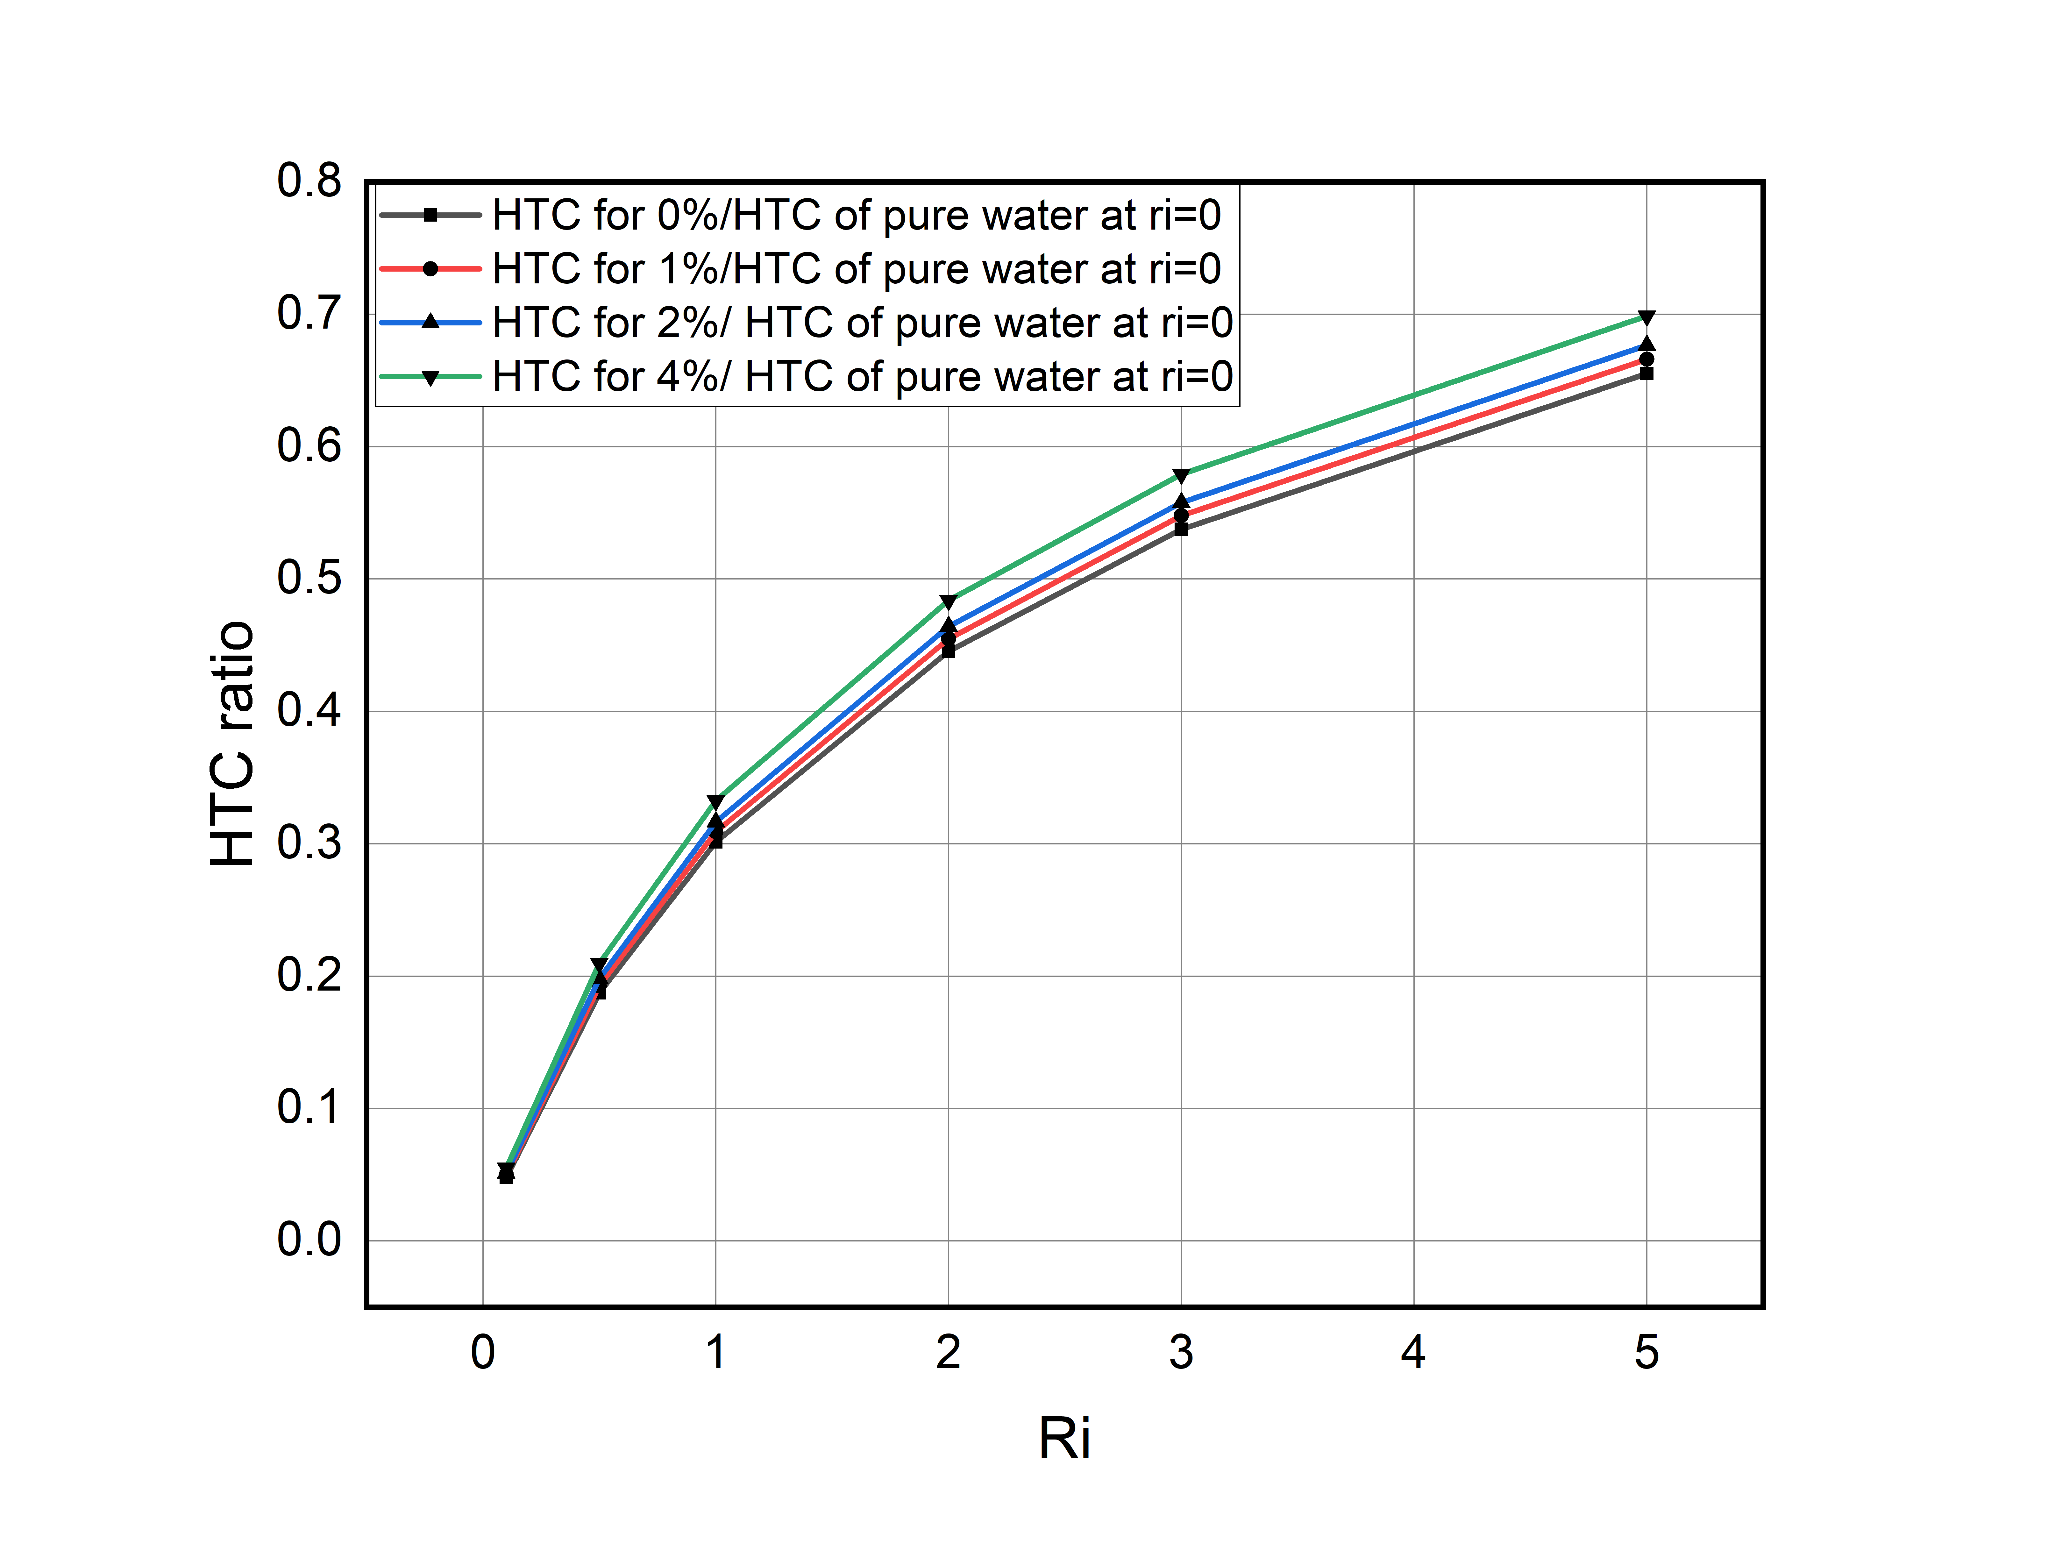 0.8
0.7
0.6
0.5
0.4
0.3
0.2
0.1
0.0
HTC for 0%/HTC of pure water at ri=0
HTC for 1%/HTC of pure water at ri=0
HTC for 2%/ HTC of pure water at ri=0
HTC for 4%/ HTC of pure water at ri=0
HTC ratio
0 1 2 3 4 5
Ri